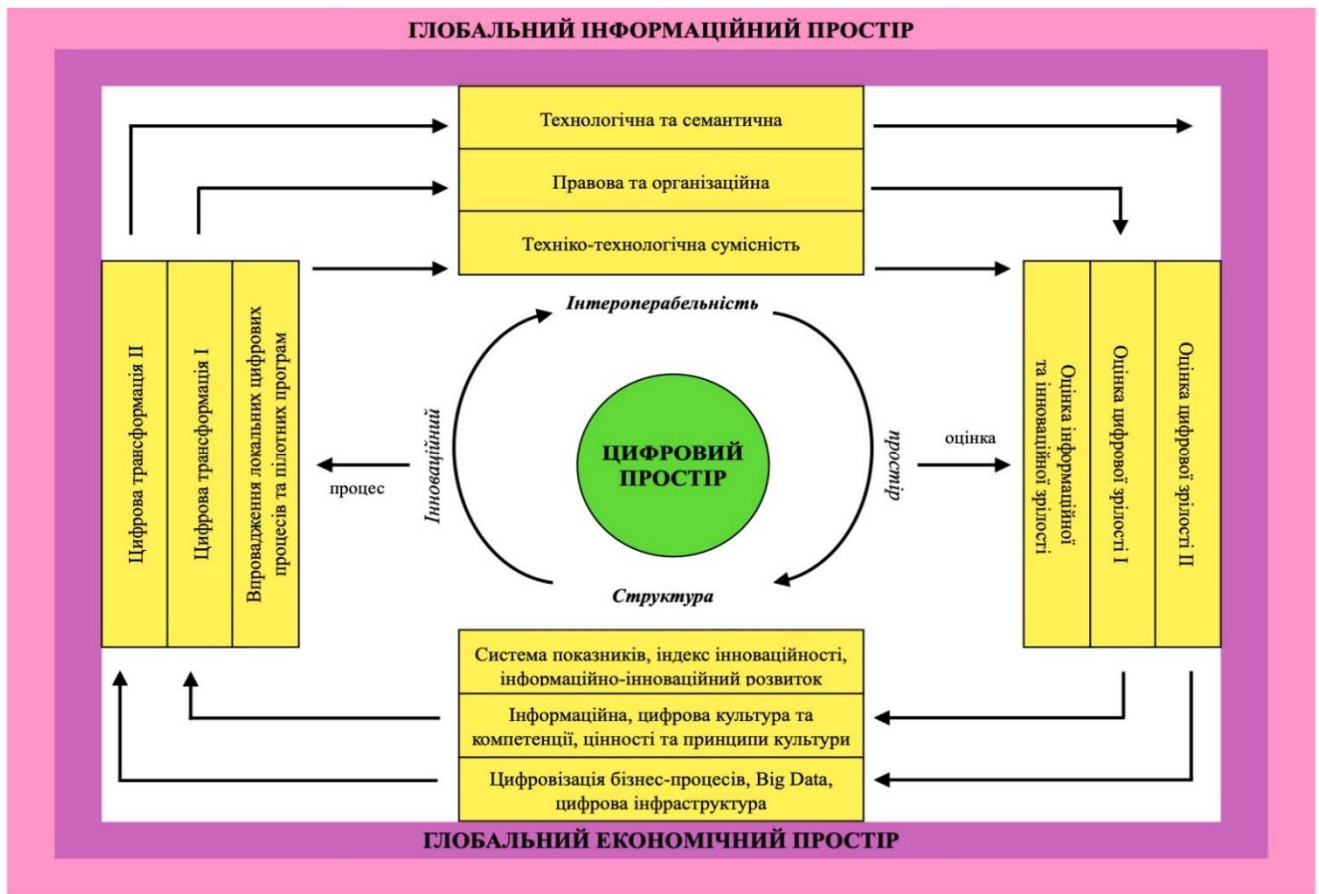 ГЛОБАЛЬНИЙ ІНФОРМАЦІЙНИЙ ПРОСТІР
Технологічна та семантична
Правова та організаційна
Техніко-технологічна сумісність
Інтероперабельність
Цифрова трансформація ІІ
Цифрова трансформація І
Впровадження локальних цифрових
процесів та пілотних програм
процес
Інноваційний
ЦИФРОВИЙ
ПРОСТІР
простір
оцінка
Оцінка інформаційної
та інноваційної зрілості
Оцінка цифрової зрілості І
Оцінка цифрової зрілості ІІ
Структура
Система показників, індекс інноваційності,
інформаційно-інноваційний розвиток
Інформаційна, цифрова культура та
компетенції, цінності та принципи культури
Цифровізація бізнес-процесів, Big Data,
цифрова інфраструктура
ГЛОБАЛЬНИЙ ЕКОНОМІЧНИЙ ПРОСТІР